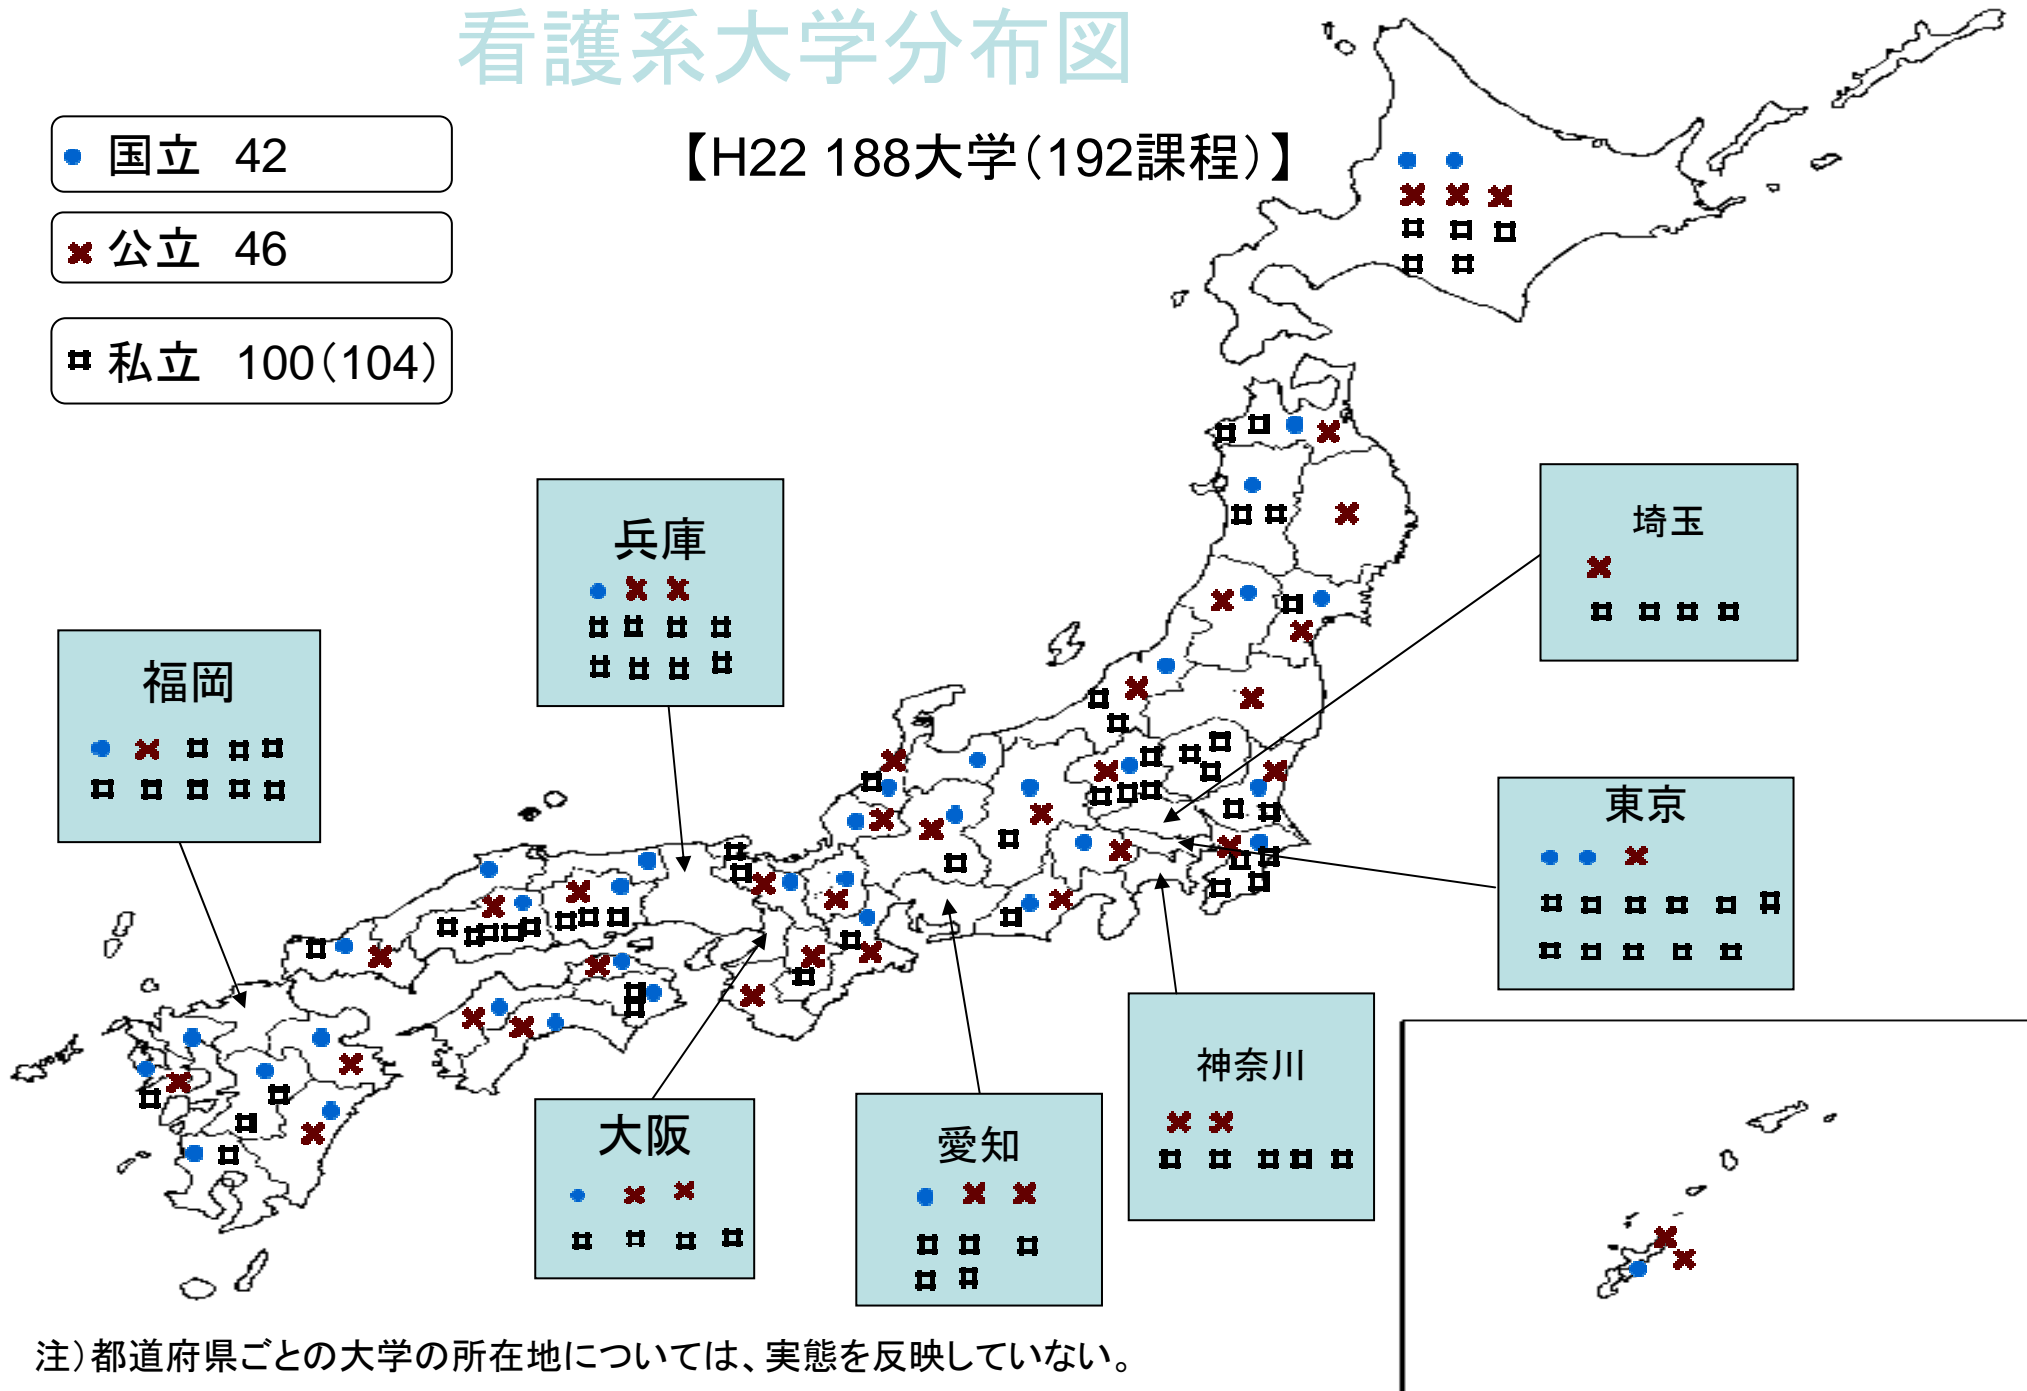 看護系大学分布図
【H22 188大学（192課程）】
国立 42
公立 46
私立 100（104）
兵庫
埼玉
福岡
東京
神奈川
大阪
愛知
注）都道府県ごとの大学の所在地については、実態を反映していない。